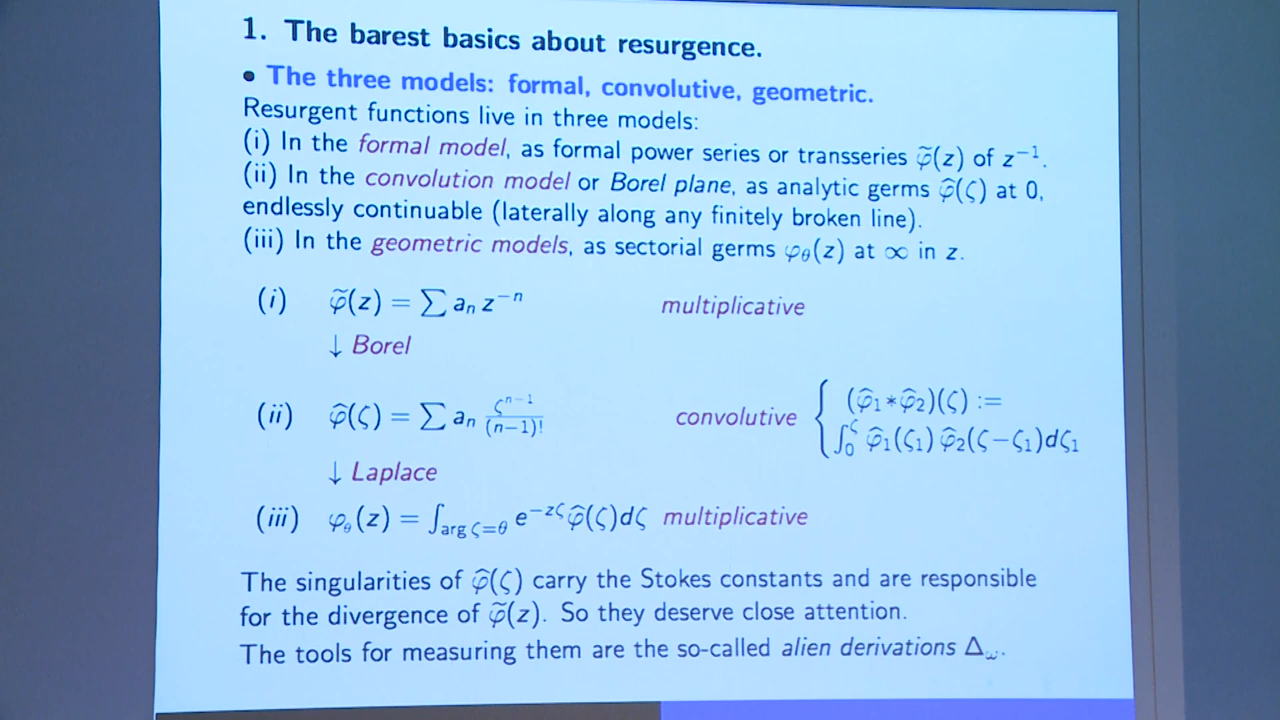 1. The barest basics about resurgence.
• The three models: formal, convolutive, geometric.
Resurgent functions live in three models:
(i) In the formal model, as formal power series or transseries φ̃(z) of z⁻¹.
(ii) In the convolution model or Borel plane, as analytic germs φ̂(ζ) at 0,
endlessly continuable (laterally along any finitely broken line).
(iii) In the geometric models, as sectorial germs φ_θ(z) at ∞ in z.
(i) φ̃(z) = ∑ aₙ z⁻ⁿ multiplicative
↓ Borel
(ii) φ̂(ζ) = ∑ aₙ ζⁿ⁻¹/(n−1)! convolutive { (φ̂₁∗φ̂₂)(ζ) :=
∫₀^ζ φ̂₁(ζ₁) φ̂₂(ζ−ζ₁)dζ₁
↓ Laplace
(iii) φ_θ(z) = ∫_{arg ζ=θ} e^{−zζ} φ̂(ζ)dζ multiplicative
The singularities of φ̂(ζ) carry the Stokes constants and are responsible
for the divergence of φ̃(z). So they deserve close attention.
The tools for measuring them are the so-called alien derivations Δ_ω.